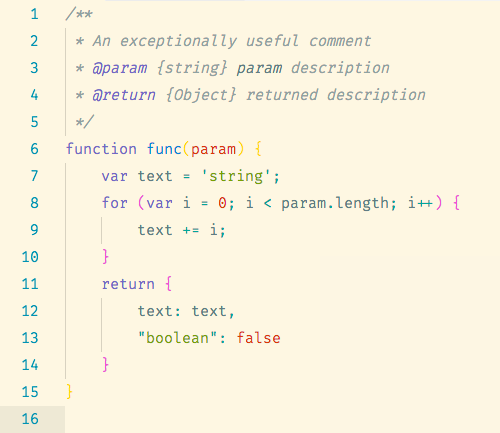 1 /**
2  * An exceptionally useful comment
3  * @param {string} param description
4  * @return {Object} returned description
5  */
6 function func(param) {
7     var text = 'string';
8     for (var i = 0; i < param.length; i++) {
9         text += i;
10     }
11     return {
12         text: text,
13         "boolean": false
14     }
15 }
16